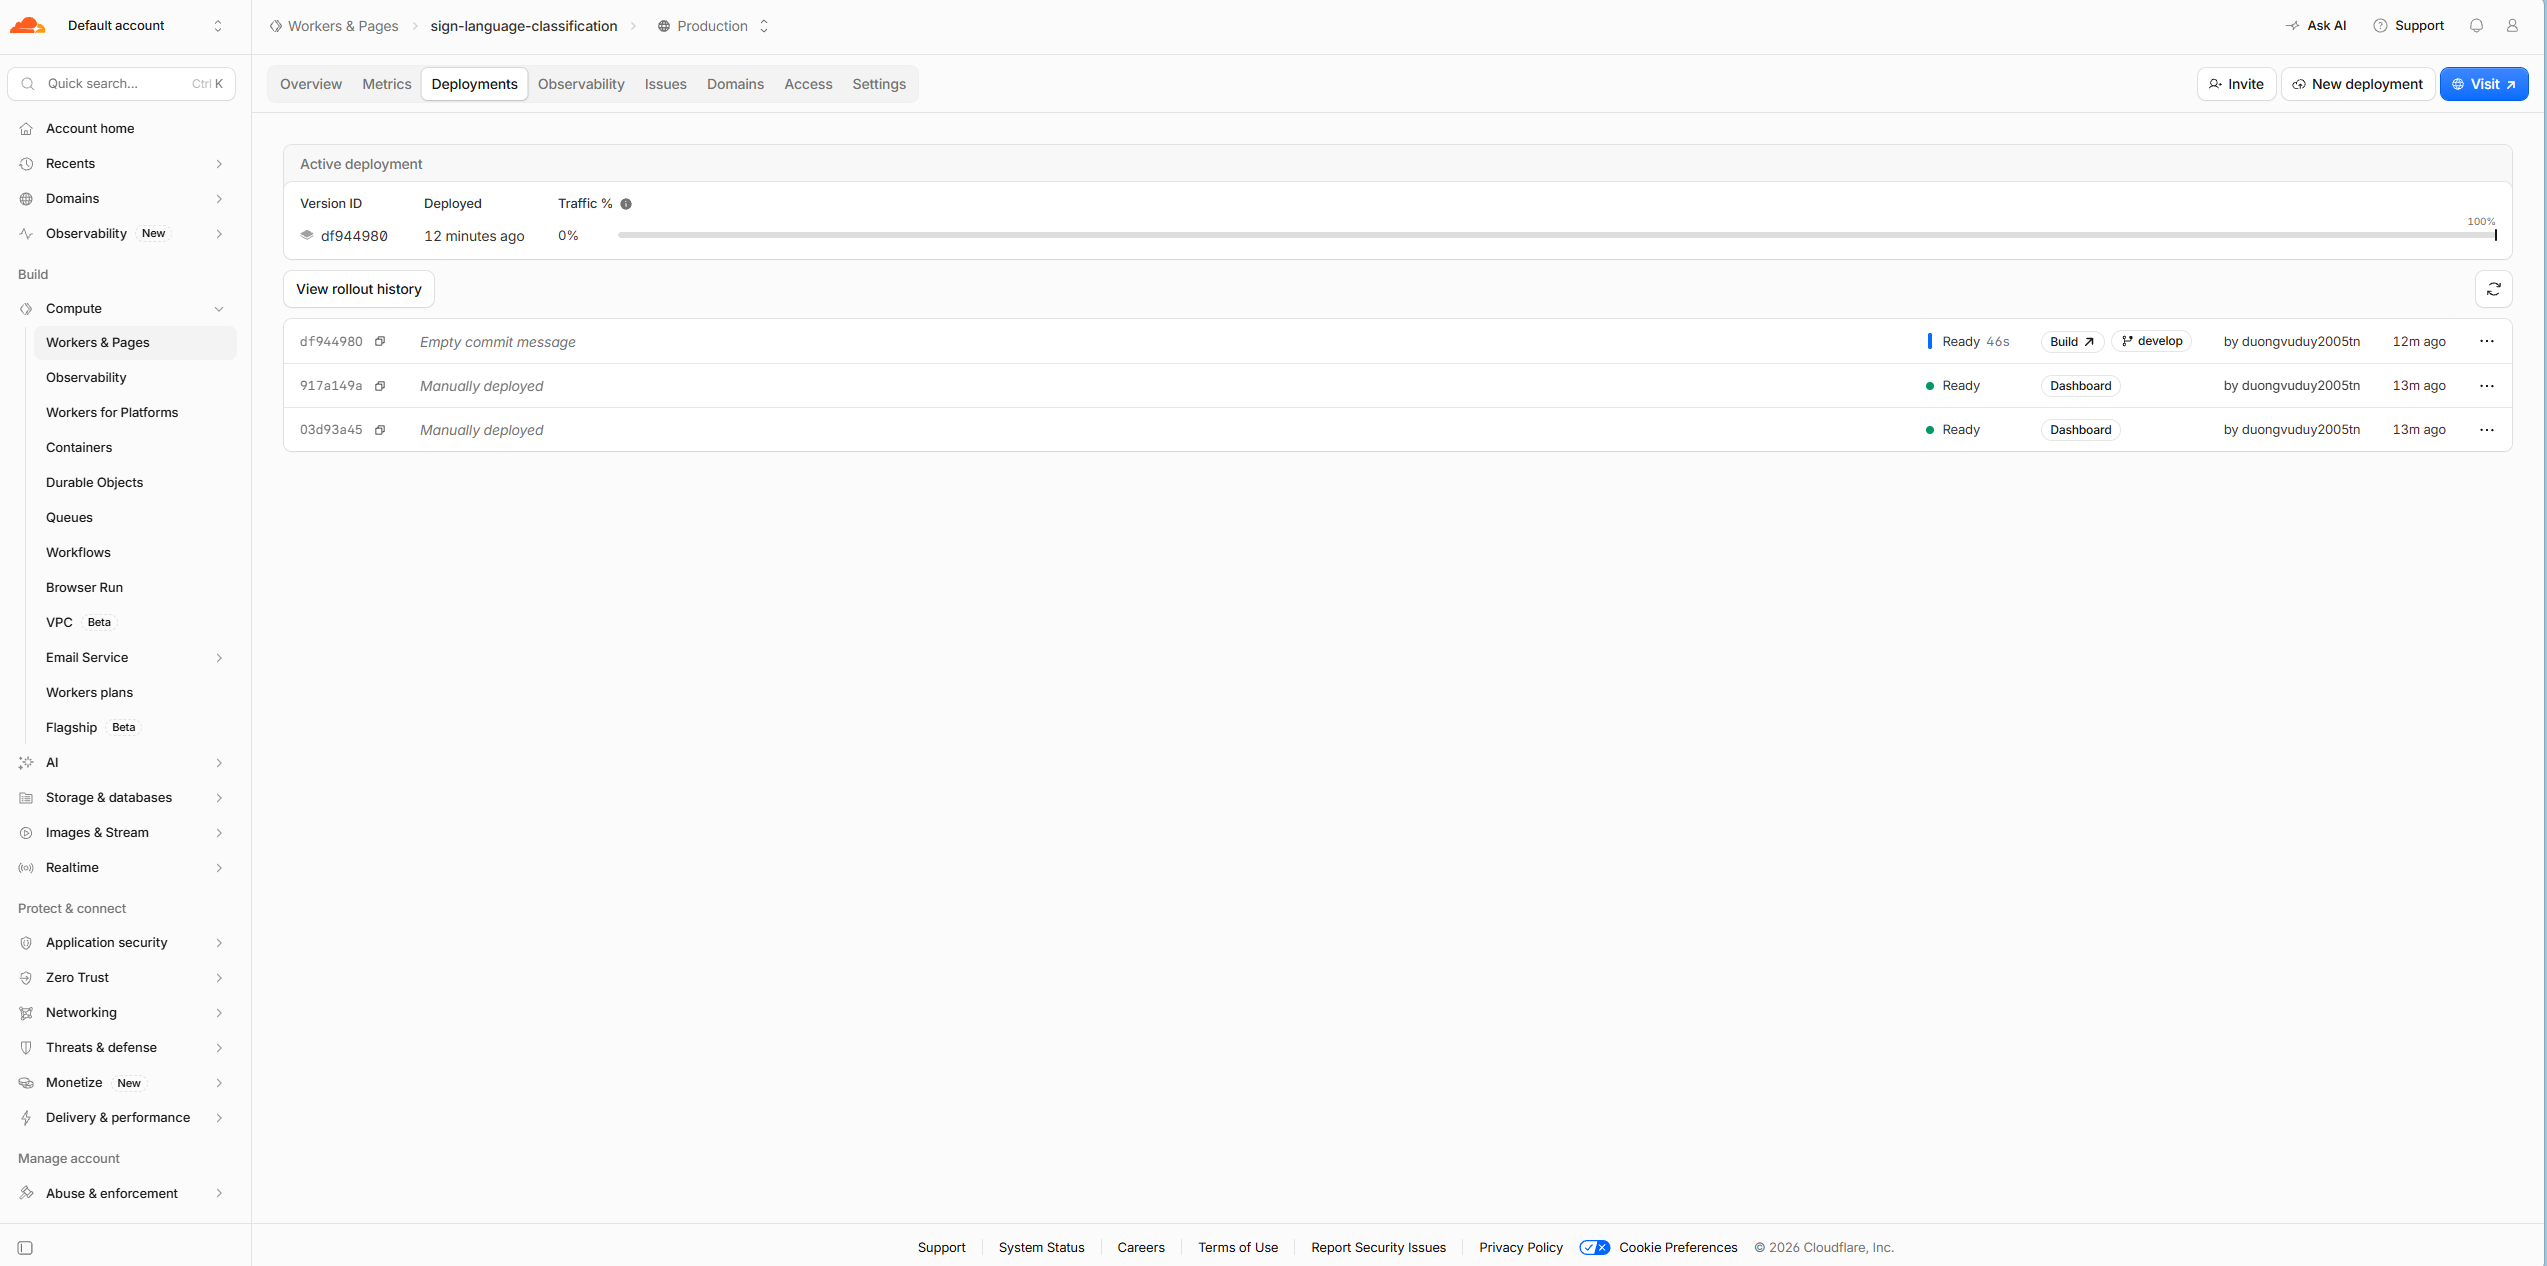 Default account
Workers & Pages
sign-language-classification
Production
Ask AI
Support
Quick search...
Ctrl K
Overview
Metrics
Deployments
Observability
Issues
Domains
Access
Settings
Invite
New deployment
Visit
Account home
Recents
Domains
Observability New
Build
Compute
Workers & Pages
Observability
Workers for Platforms
Containers
Durable Objects
Queues
Workflows
Browser Run
VPC Beta
Email Service
Workers plans
Flagship Beta
AI
Storage & databases
Images & Stream
Realtime
Protect & connect
Application security
Zero Trust
Networking
Threats & defense
Monetize New
Delivery & performance
Manage account
Abuse & enforcement
Active deployment
Version ID Deployed Traffic %
100%
df944980 12 minutes ago 0%
View rollout history
df944980 Empty commit message Ready 46s Build develop by duongvuduy2005tn 12m ago
917a149a Manually deployed Ready Dashboard by duongvuduy2005tn 13m ago
03d93a45 Manually deployed Ready Dashboard by duongvuduy2005tn 13m ago
Support
System Status
Careers
Terms of Use
Report Security Issues
Privacy Policy
Cookie Preferences
© 2026 Cloudflare, Inc.